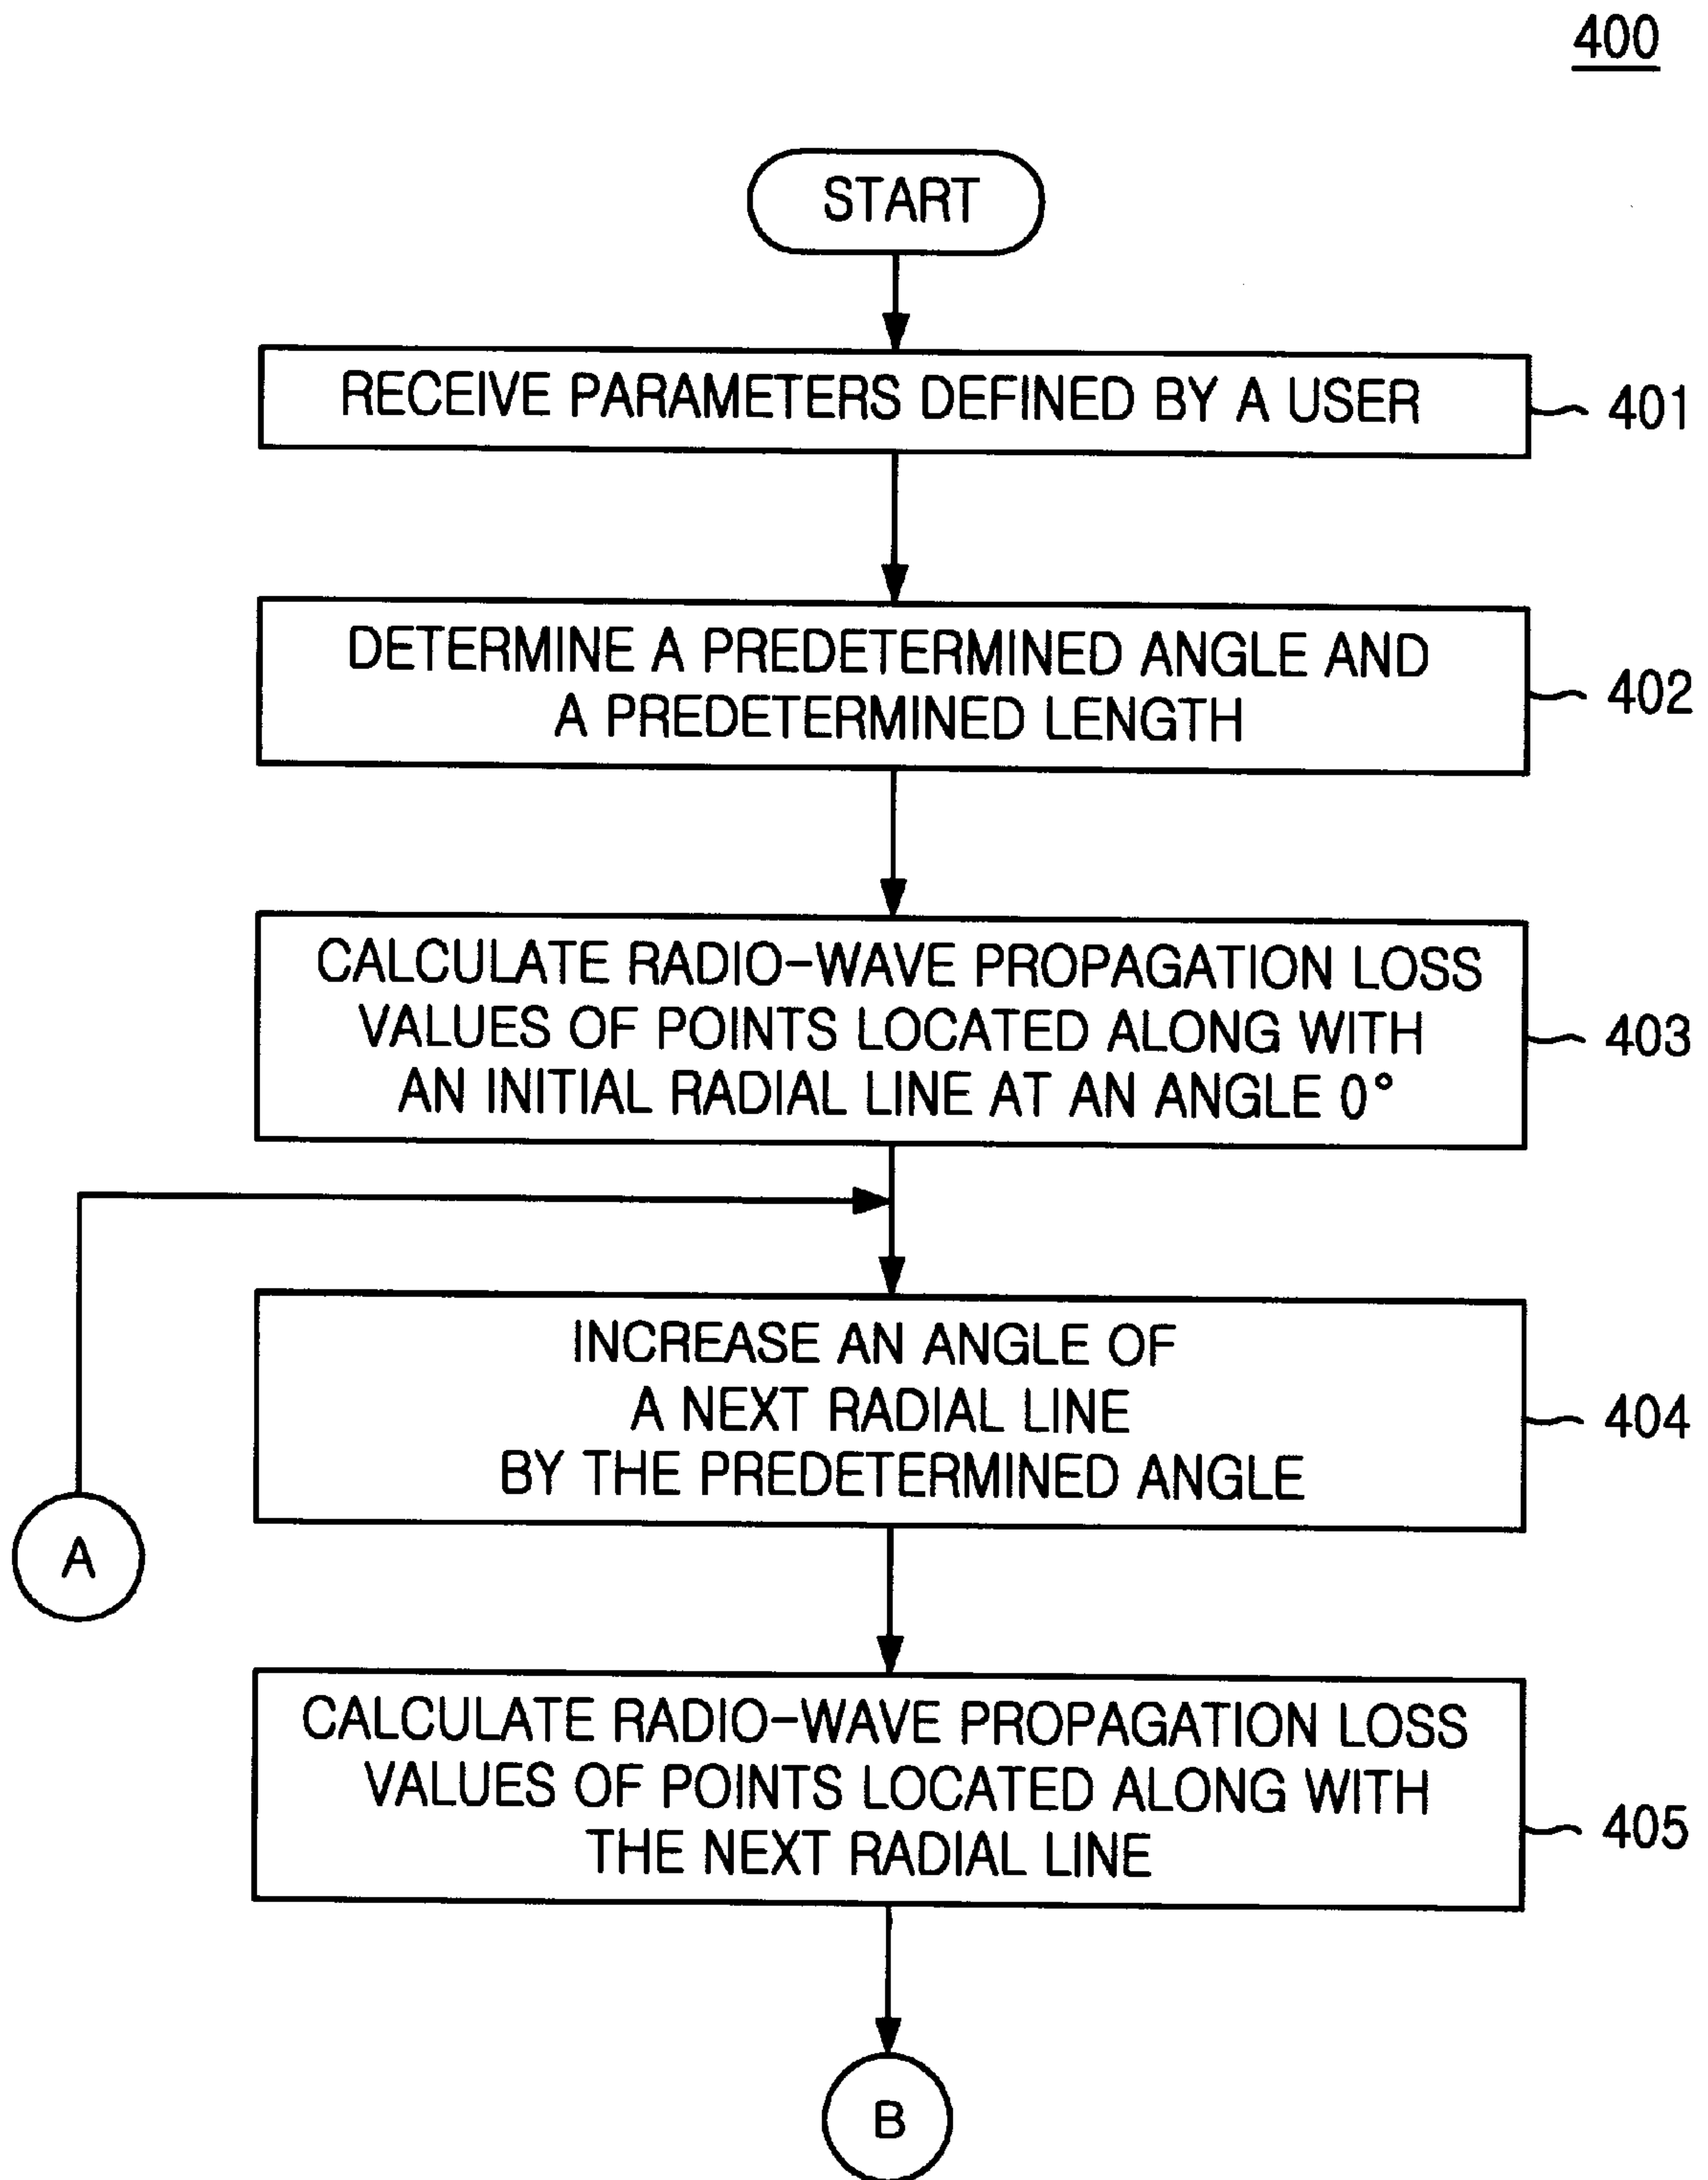 400
START
RECEIVE PARAMETERS DEFINED BY A USER
401
DETERMINE A PREDETERMINED ANGLE AND
A PREDETERMINED LENGTH
402
CALCULATE RADIO-WAVE PROPAGATION LOSS
VALUES OF POINTS LOCATED ALONG WITH
AN INITIAL RADIAL LINE AT AN ANGLE 0°
403
INCREASE AN ANGLE OF
A NEXT RADIAL LINE
BY THE PREDETERMINED ANGLE
404
A
CALCULATE RADIO-WAVE PROPAGATION LOSS
VALUES OF POINTS LOCATED ALONG WITH
THE NEXT RADIAL LINE
405
B